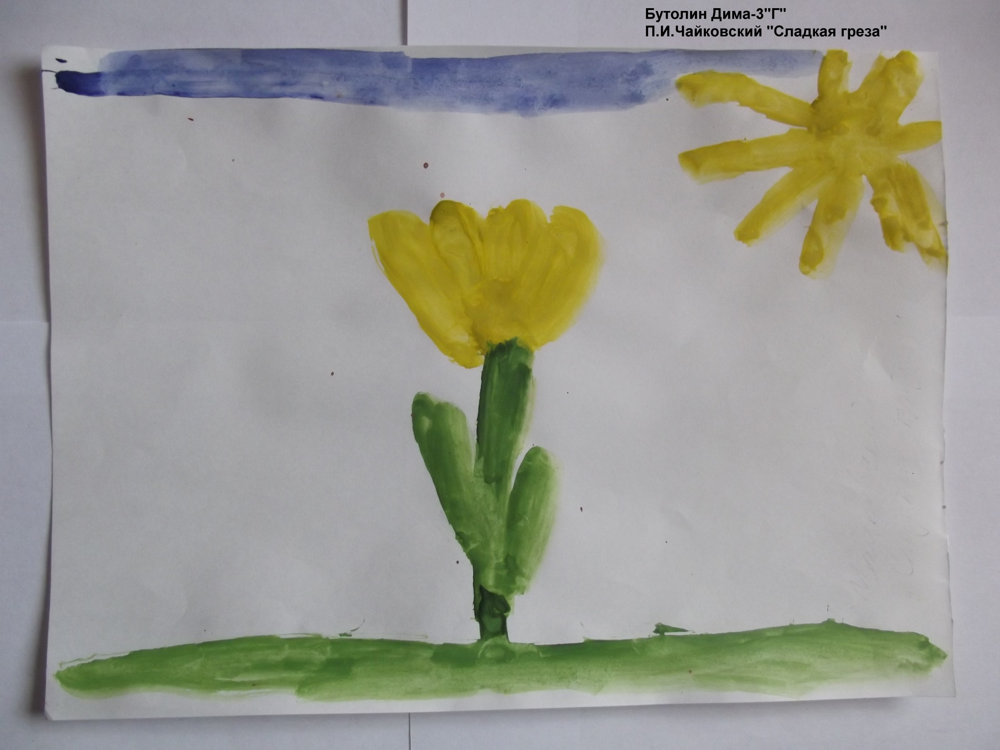 Бутолин Дима-3"Г"
П.И.Чайковский "Сладкая греза"